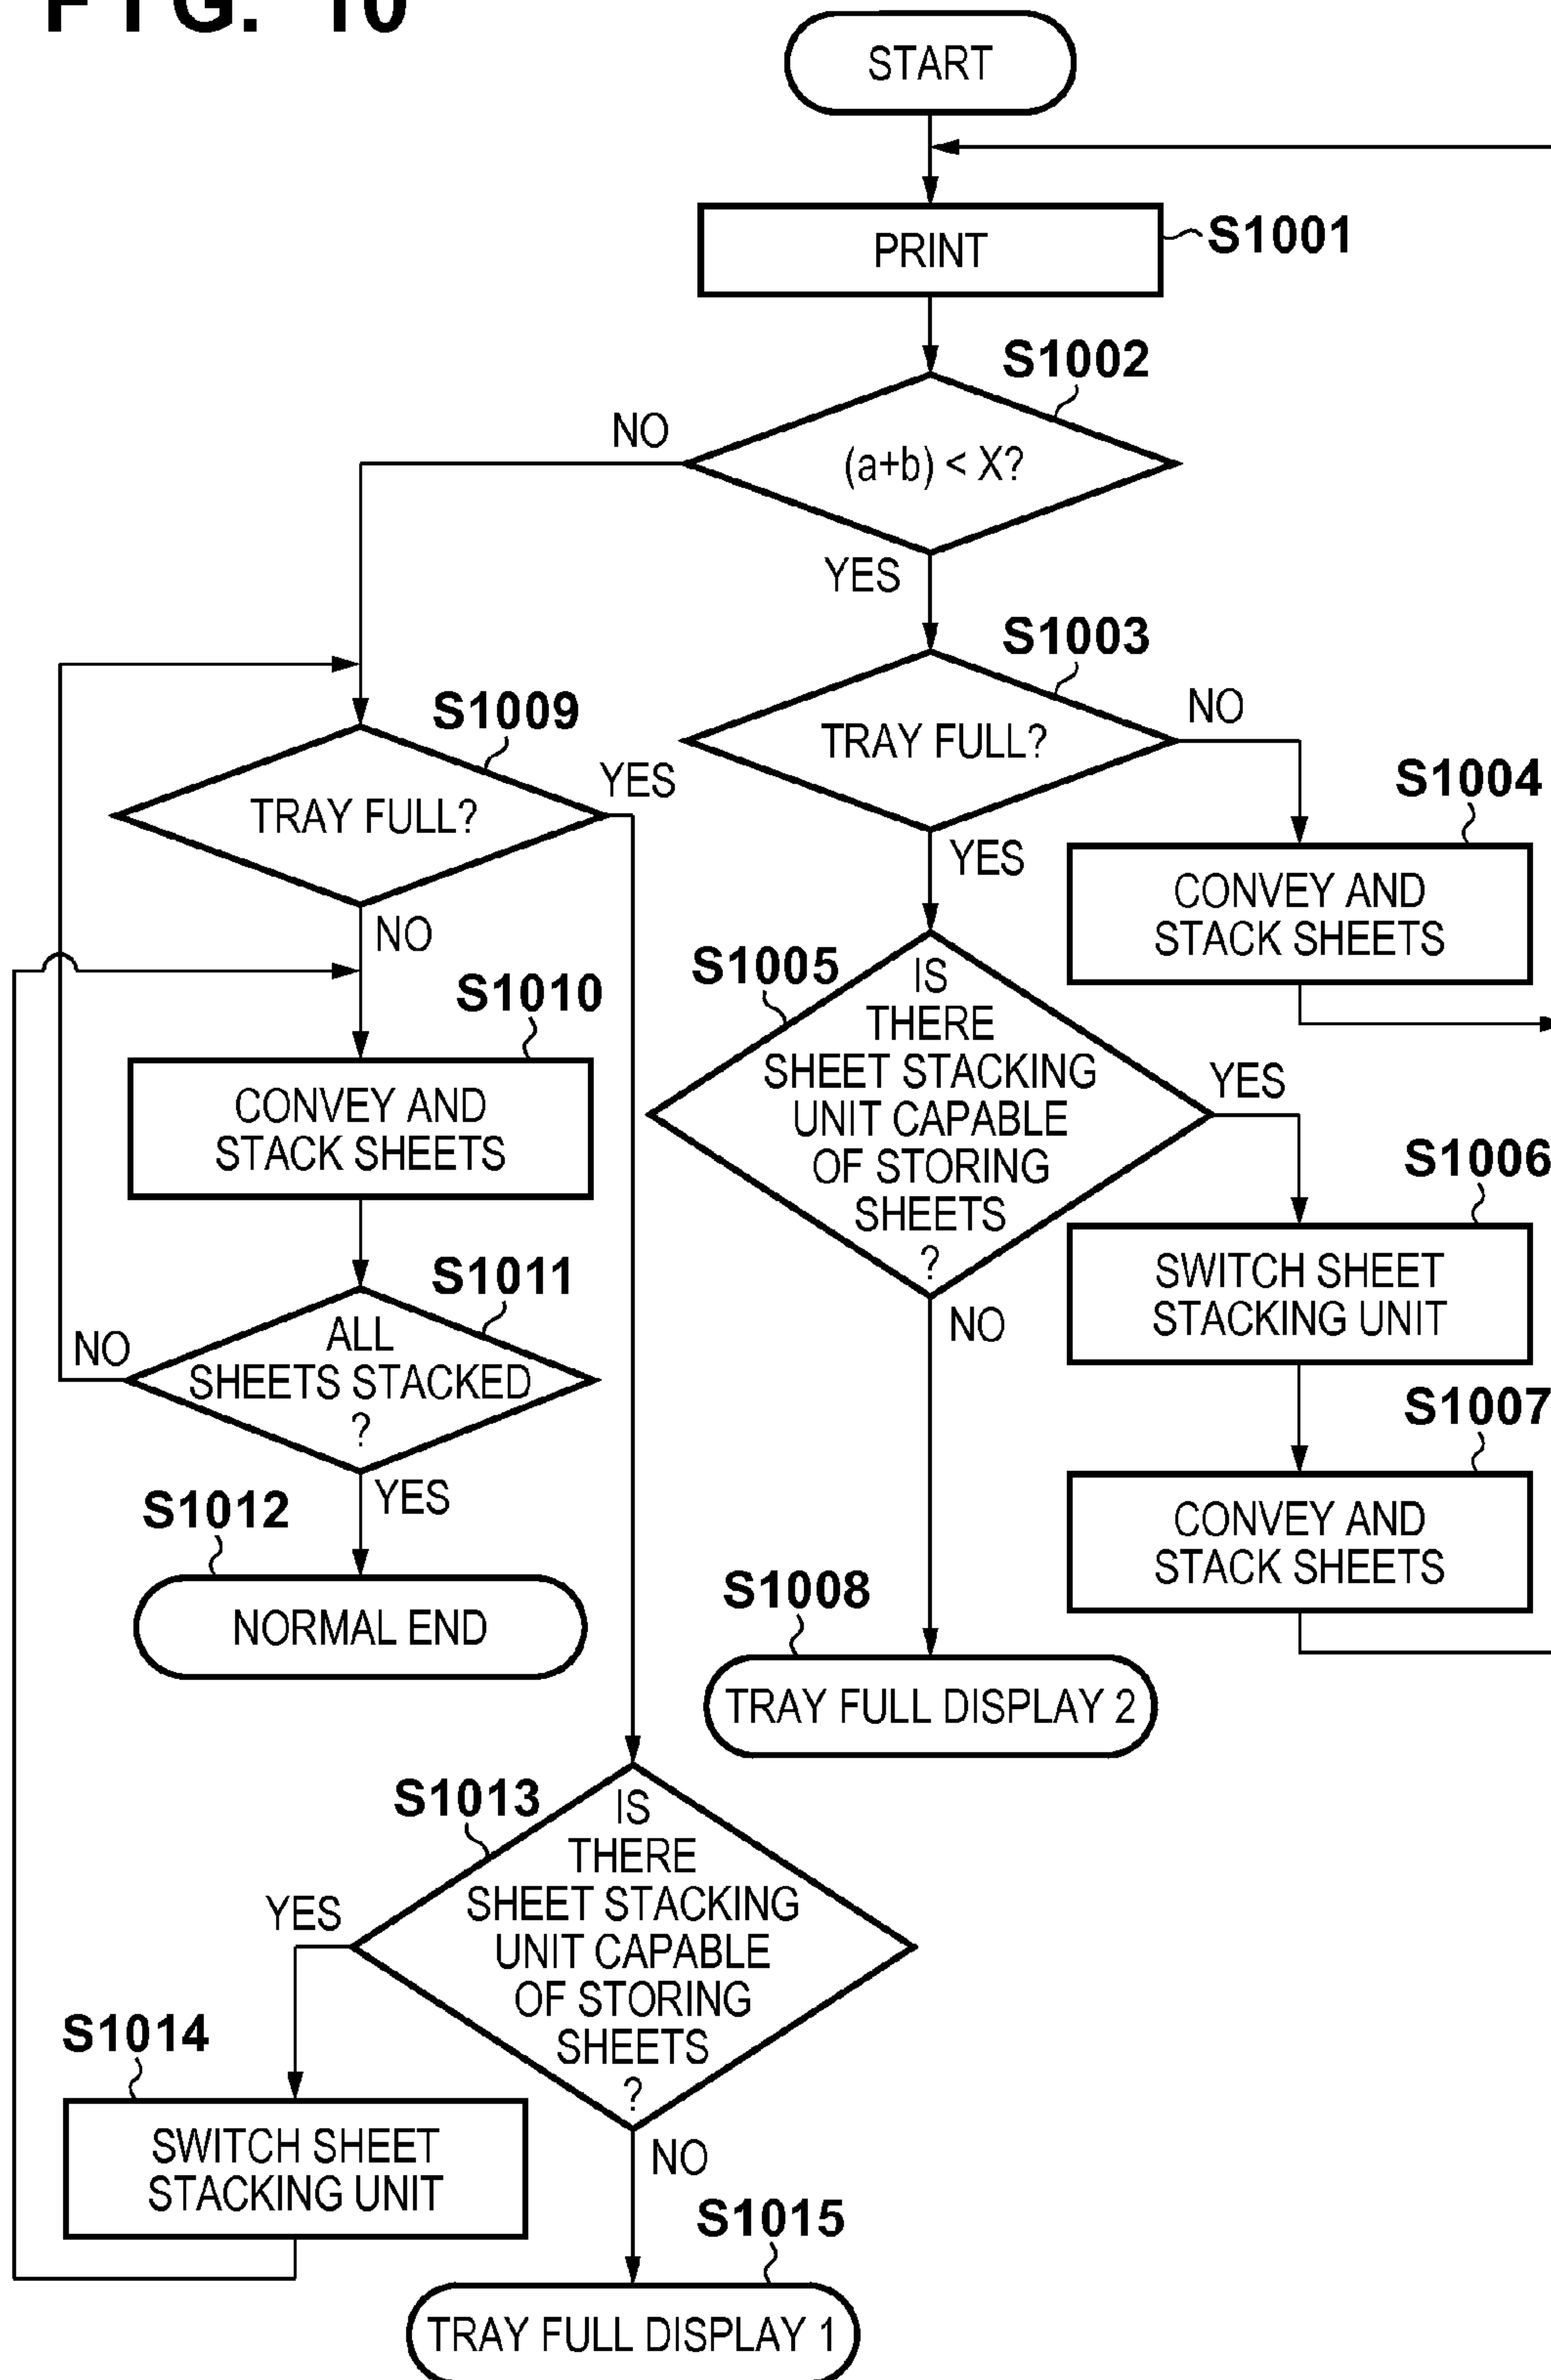 FIG. 10
START
PRINT
S1001
S1002
(a+b) < X?
NO
YES
S1003
TRAY FULL?
NO
YES
S1004
CONVEY AND
STACK SHEETS
S1005
IS
THERE
SHEET STACKING
UNIT CAPABLE
OF STORING
SHEETS
?
YES
NO
S1006
SWITCH SHEET
STACKING UNIT
S1007
CONVEY AND
STACK SHEETS
S1008
TRAY FULL DISPLAY 2
S1009
TRAY FULL?
YES
NO
S1010
CONVEY AND
STACK SHEETS
S1011
ALL
SHEETS STACKED
?
NO
YES
S1012
NORMAL END
S1013
IS
THERE
SHEET STACKING
UNIT CAPABLE
OF STORING
SHEETS
?
YES
NO
S1014
SWITCH SHEET
STACKING UNIT
S1015
TRAY FULL DISPLAY 1